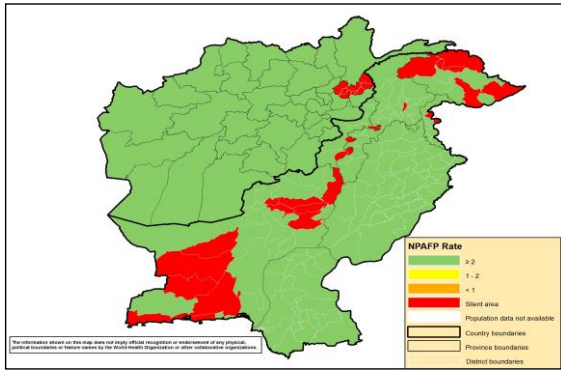 NPAFP Rate
≥ 2
1 - 2
< 1
Silent area
Population data not available
Country boundaries
Province boundaries
District boundaries
The information shown on this map does not imply official recognition or endorsement of any physical,
political boundaries or feature names by the World Health Organization or other collaborative organizations.